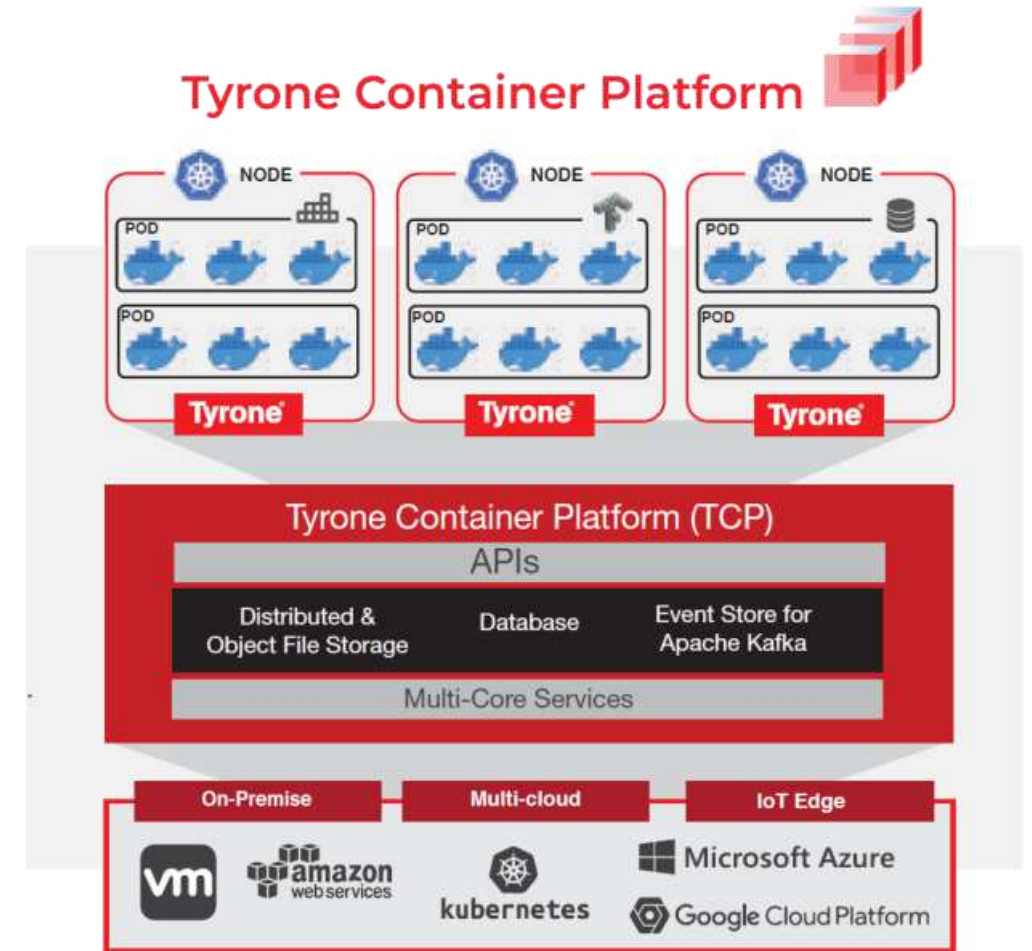 Tyrone Container Platform
NODE
NODE
NODE
POD
POD
POD
POD
POD
POD
Tyrone
Tyrone
Tyrone
Tyrone Container Platform (TCP)
APIs
Distributed &
Object File Storage
Database
Event Store for
Apache Kafka
Multi-Core Services
On-Premise
Multi-cloud
IoT Edge
vm
amazon
webservices
kubernetes
Microsoft Azure
Google Cloud Platform